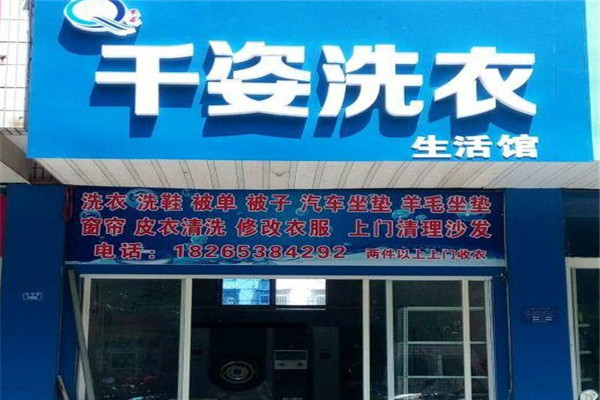 千姿洗衣
生活馆
洗衣 洗鞋 被单 被子 汽车坐垫 羊毛坐垫
窗帘 皮衣清洗 修改衣服 上门清理沙发
电话：18265384292 两件以上上门收衣